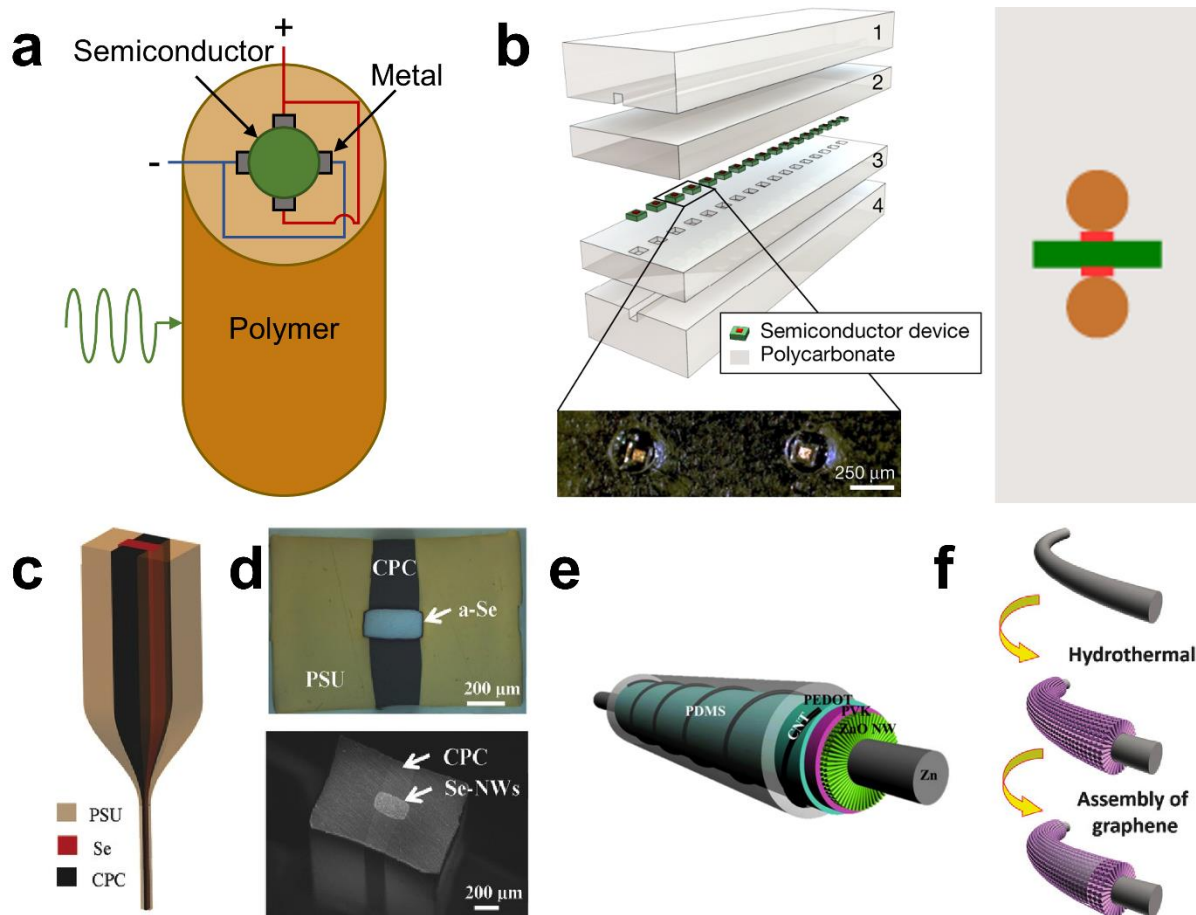 a
+
Semiconductor
Metal
-
Polymer
b
1
2
3
4
Semiconductor device
Polycarbonate
250 μm
c
PSU
Se
CPC
d
CPC
a-Se
PSU
200 μm
CPC
Se-NWs
200 μm
e
PDMS
CNT
PEDOT
PVK
ZnO NW
Zn
f
Hydrothermal
Assembly of
graphene